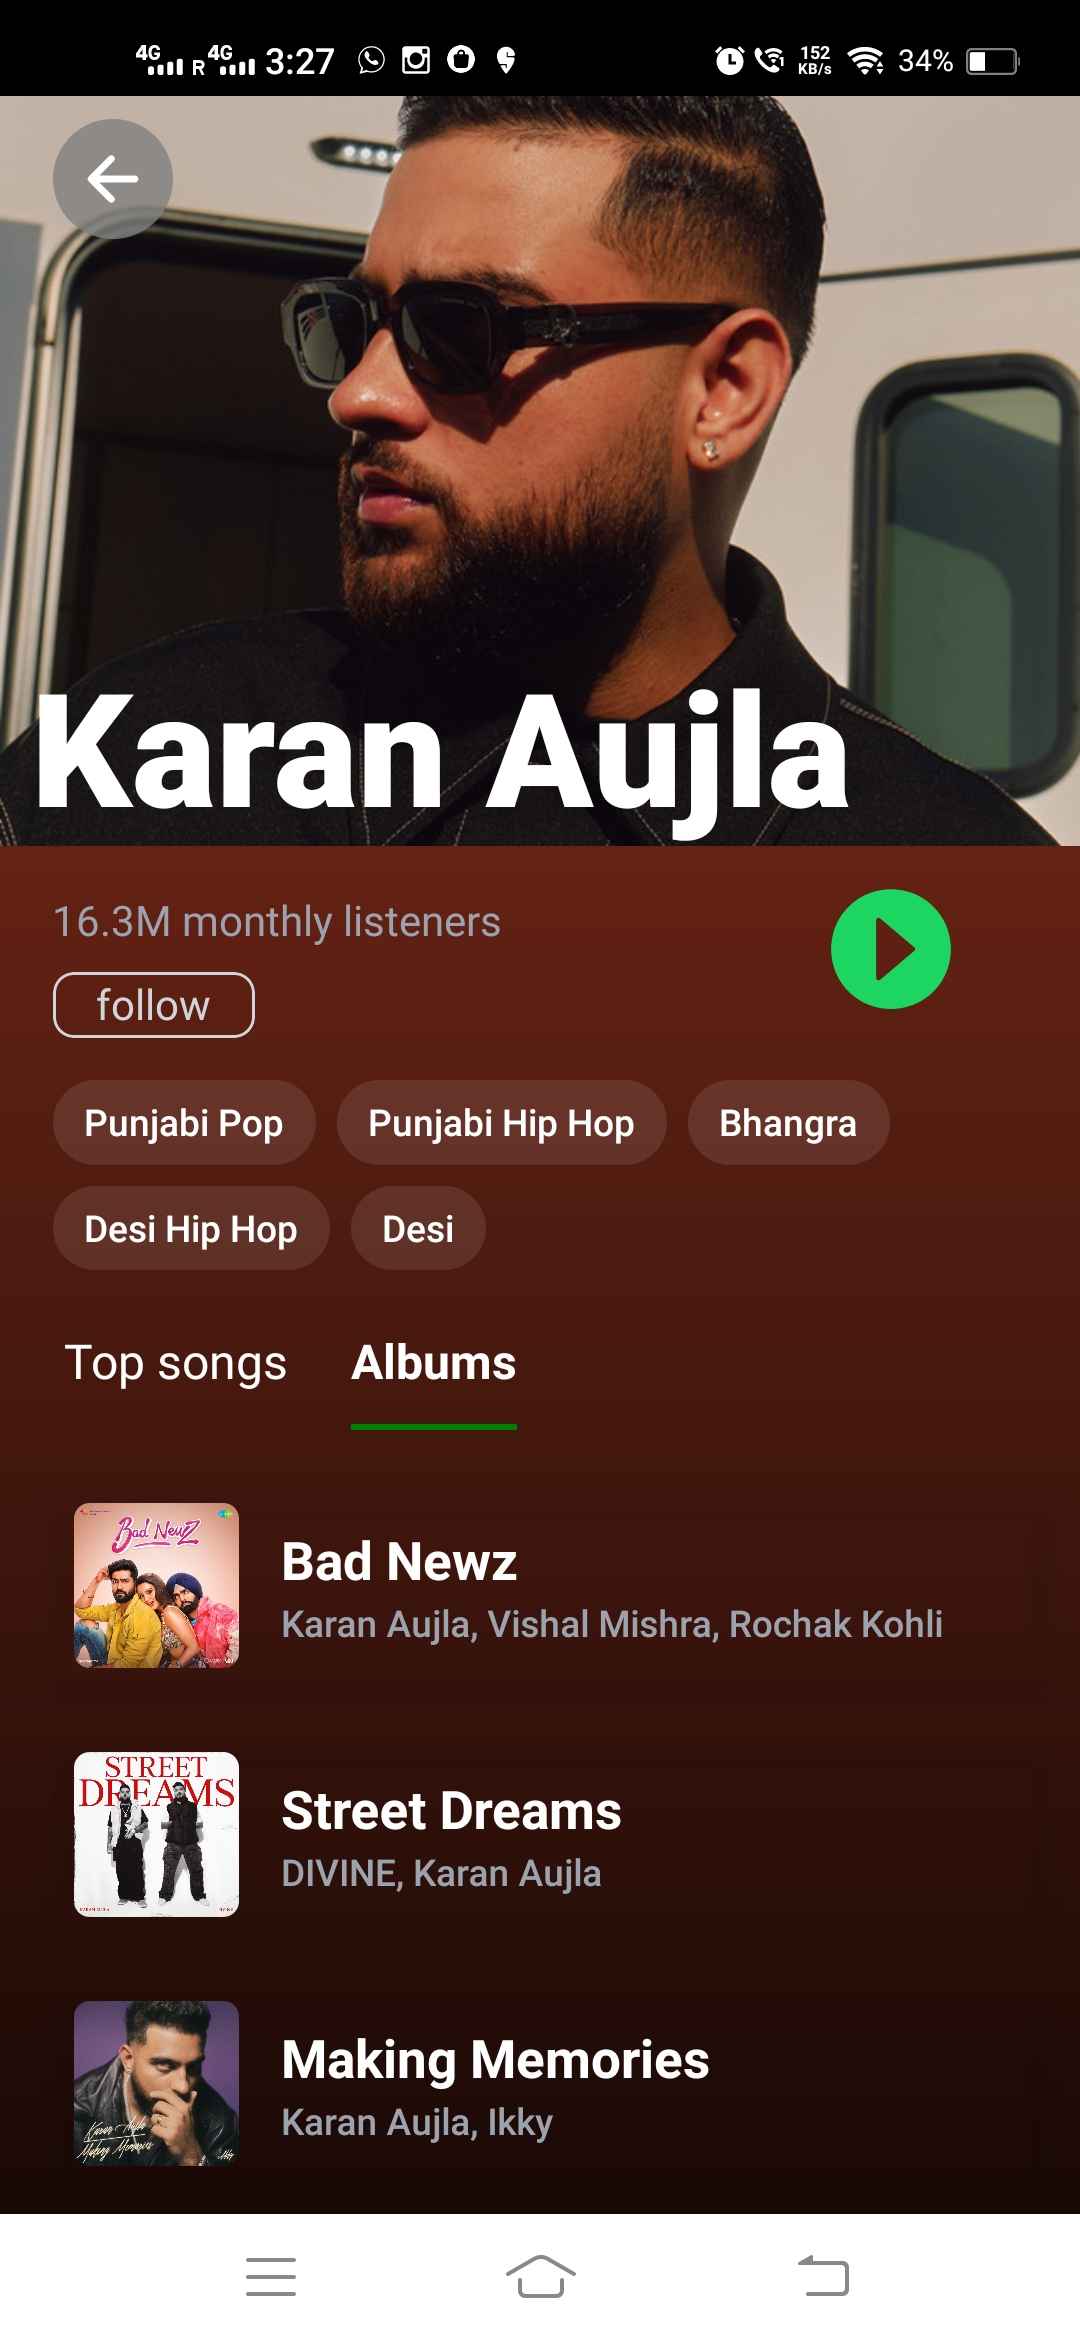 4G R 4G 3:27 152 KB/s 34%
Karan Aujla
16.3M monthly listeners
follow
Punjabi Pop Punjabi Hip Hop Bhangra
Desi Hip Hop Desi
Top songs Albums
Bad Newz
Bad Newz
Karan Aujla, Vishal Mishra, Rochak Kohli
STREET
DREAMS
Street Dreams
DIVINE, Karan Aujla
Karan Aujla
Making Memories
Making Memories
Karan Aujla, Ikky